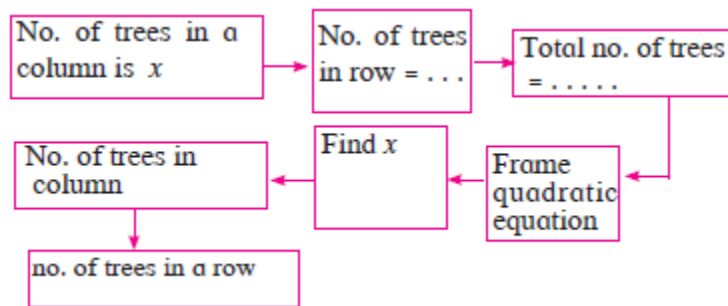 No. of trees in a
column is x
No. of trees
in row = . . .
Total no. of trees
= . . . . .
Frame
quadratic
equation
Find x
No. of trees in
column
no. of trees in a row